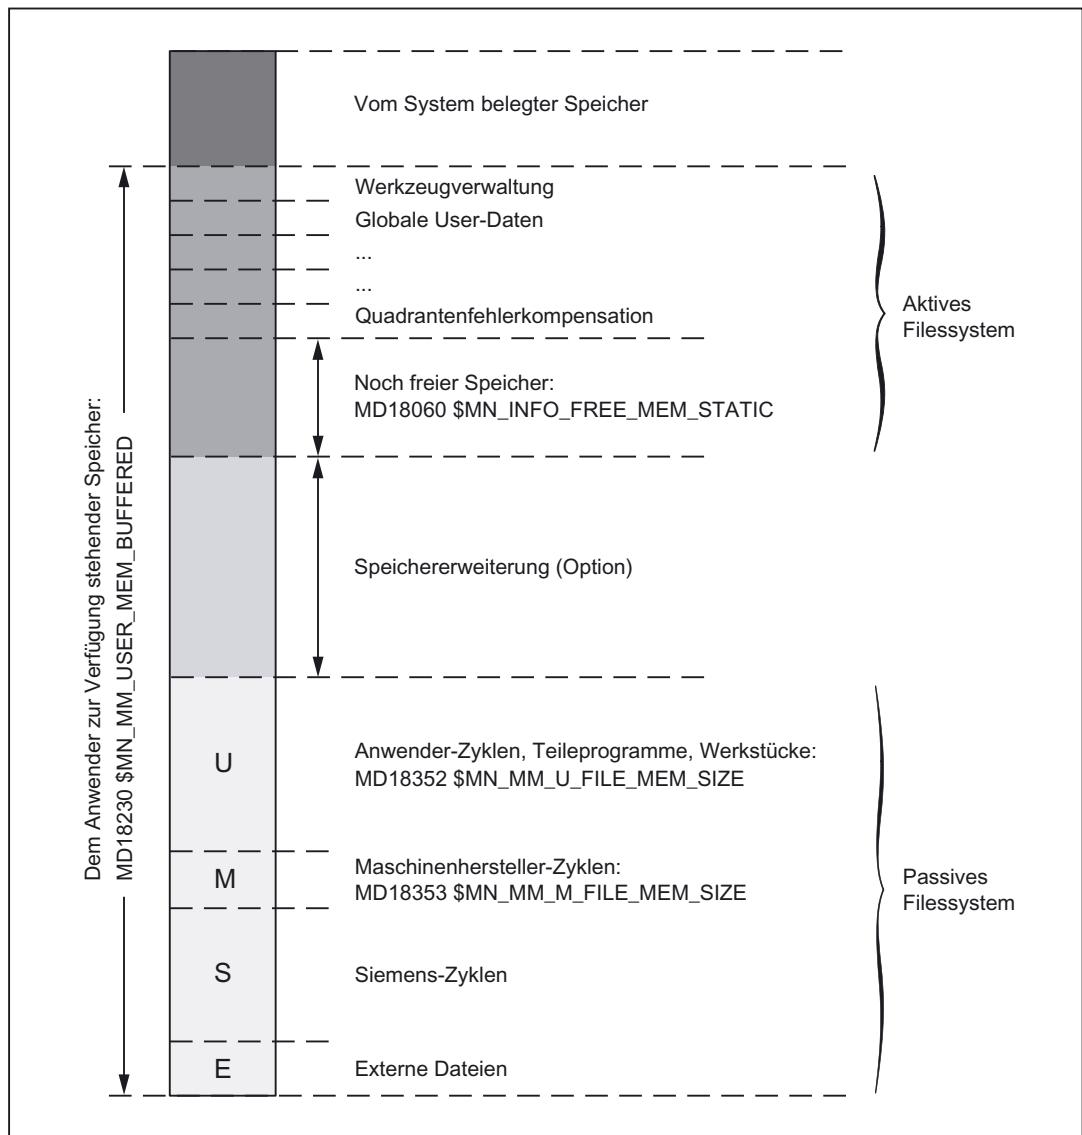 Vom System belegter Speicher
Dem Anwender zur Verfügung stehender Speicher:
MD18230 $MN_MM_USER_MEM_BUFFERED
Werkzeugverwaltung
Globale User-Daten
...
...
Quadrantenfehlerkompensation
Noch freier Speicher:
MD18060 $MN_INFO_FREE_MEM_STATIC
Aktives
Filessystem
Speichererweiterung (Option)
U
Anwender-Zyklen, Teileprogramme, Werkstücke:
MD18352 $MN_MM_U_FILE_MEM_SIZE
M
Maschinenhersteller-Zyklen:
MD18353 $MN_MM_M_FILE_MEM_SIZE
Passives
Filessystem
S
Siemens-Zyklen
E
Externe Dateien